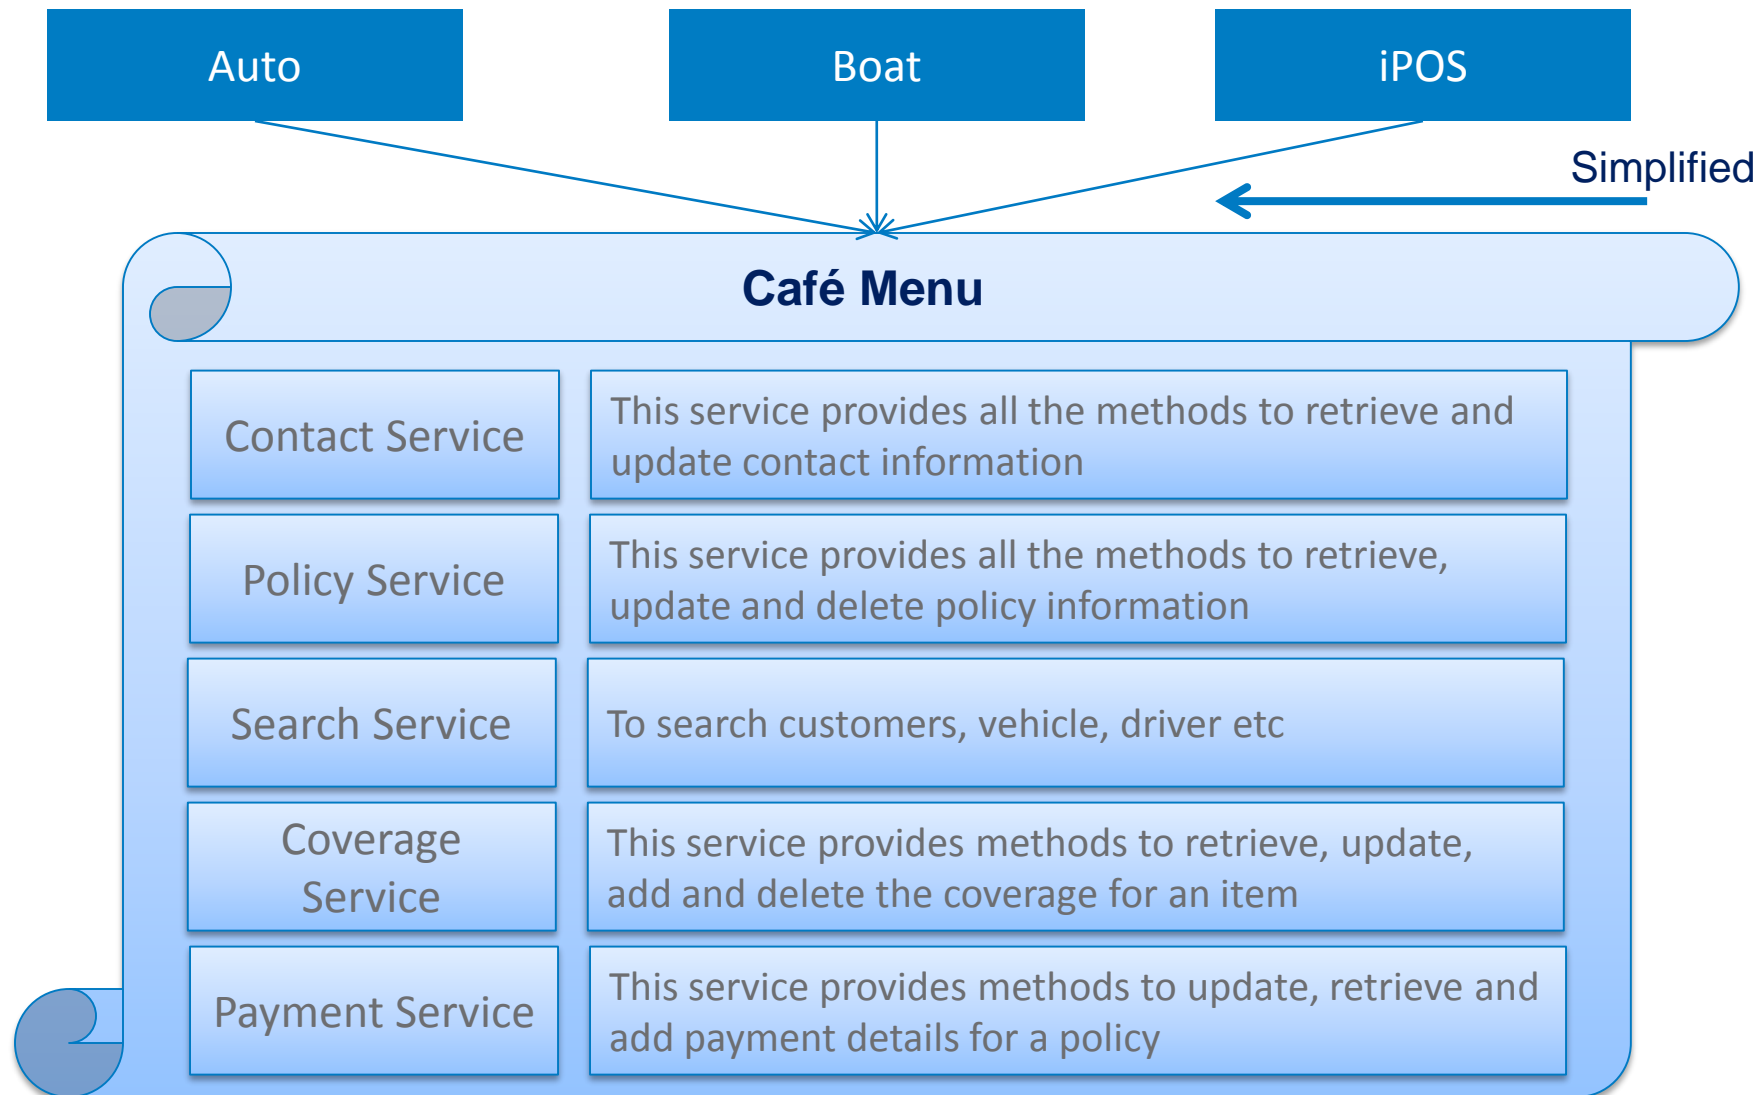 Auto
Boat
iPOS
Simplified
Café Menu
Contact Service
This service provides all the methods to retrieve and
update contact information
Policy Service
This service provides all the methods to retrieve,
update and delete policy information
Search Service
To search customers, vehicle, driver etc
Coverage
Service
This service provides methods to retrieve, update,
add and delete the coverage for an item
Payment Service
This service provides methods to update, retrieve and
add payment details for a policy